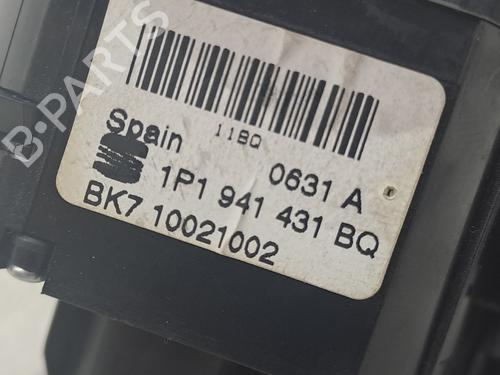 B-PARTS
11BQ
Spain 0631 A
1P1 941 431 BQ
BK7 10021002